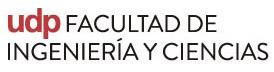 udp FACULTAD DE
INGENIERÍA Y CIENCIAS